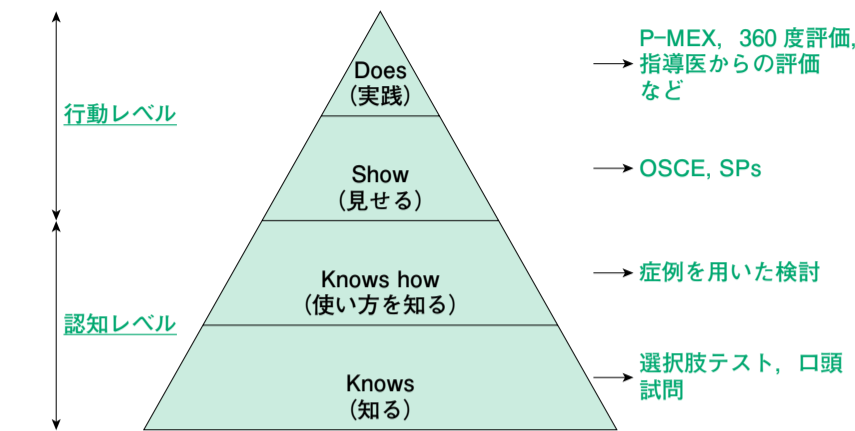 行動レベル
認知レベル
Does
(実践)
Show
(見せる)
Knows how
(使い方を知る)
Knows
(知る)
P−MEX, 360度評価,
指導医からの評価
など
OSCE, SPs
症例を用いた検討
選択肢テスト, 口頭
試問